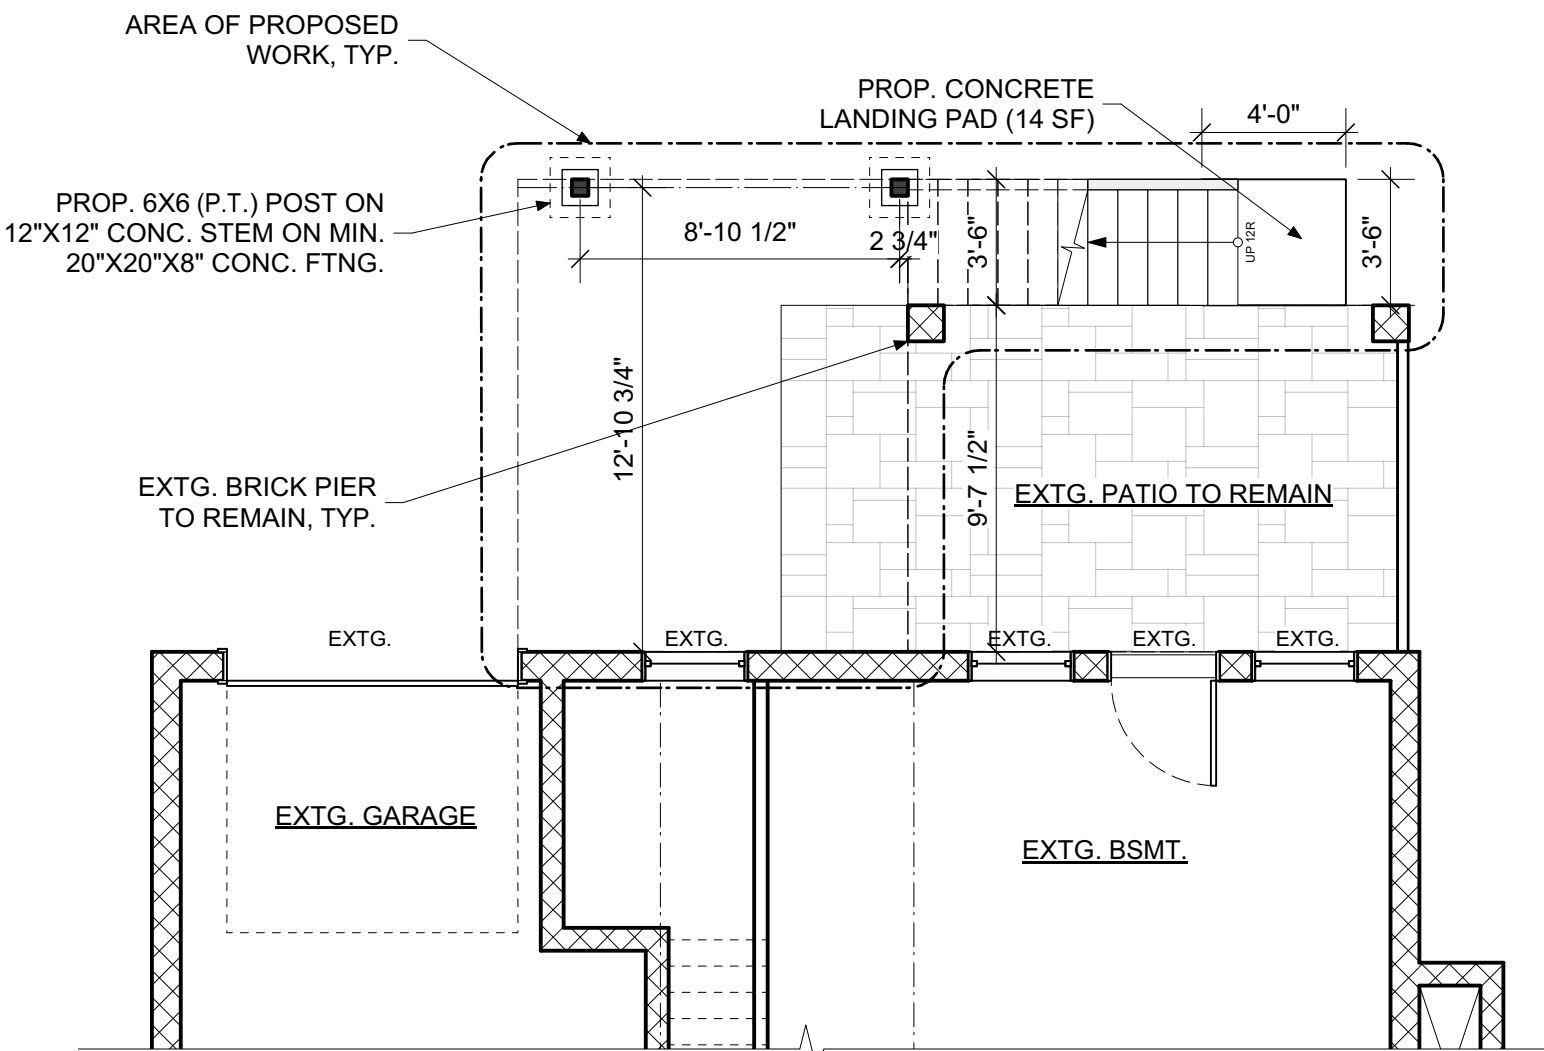 AREA OF PROPOSED
WORK, TYP.
PROP. CONCRETE
LANDING PAD (14 SF)
4'-0"
PROP. 6X6 (P.T.) POST ON
12"X12" CONC. STEM ON MIN.
20"X20"X8" CONC. FTNG.
8'-10 1/2"
2 3/4"
3'-6"
UP 12R
3'-6"
12'-10 3/4"
9'-7 1/2"
EXTG. BRICK PIER
TO REMAIN, TYP.
EXTG. PATIO TO REMAIN
EXTG.
EXTG.
EXTG.
EXTG.
EXTG.
EXTG. GARAGE
EXTG. BSMT.